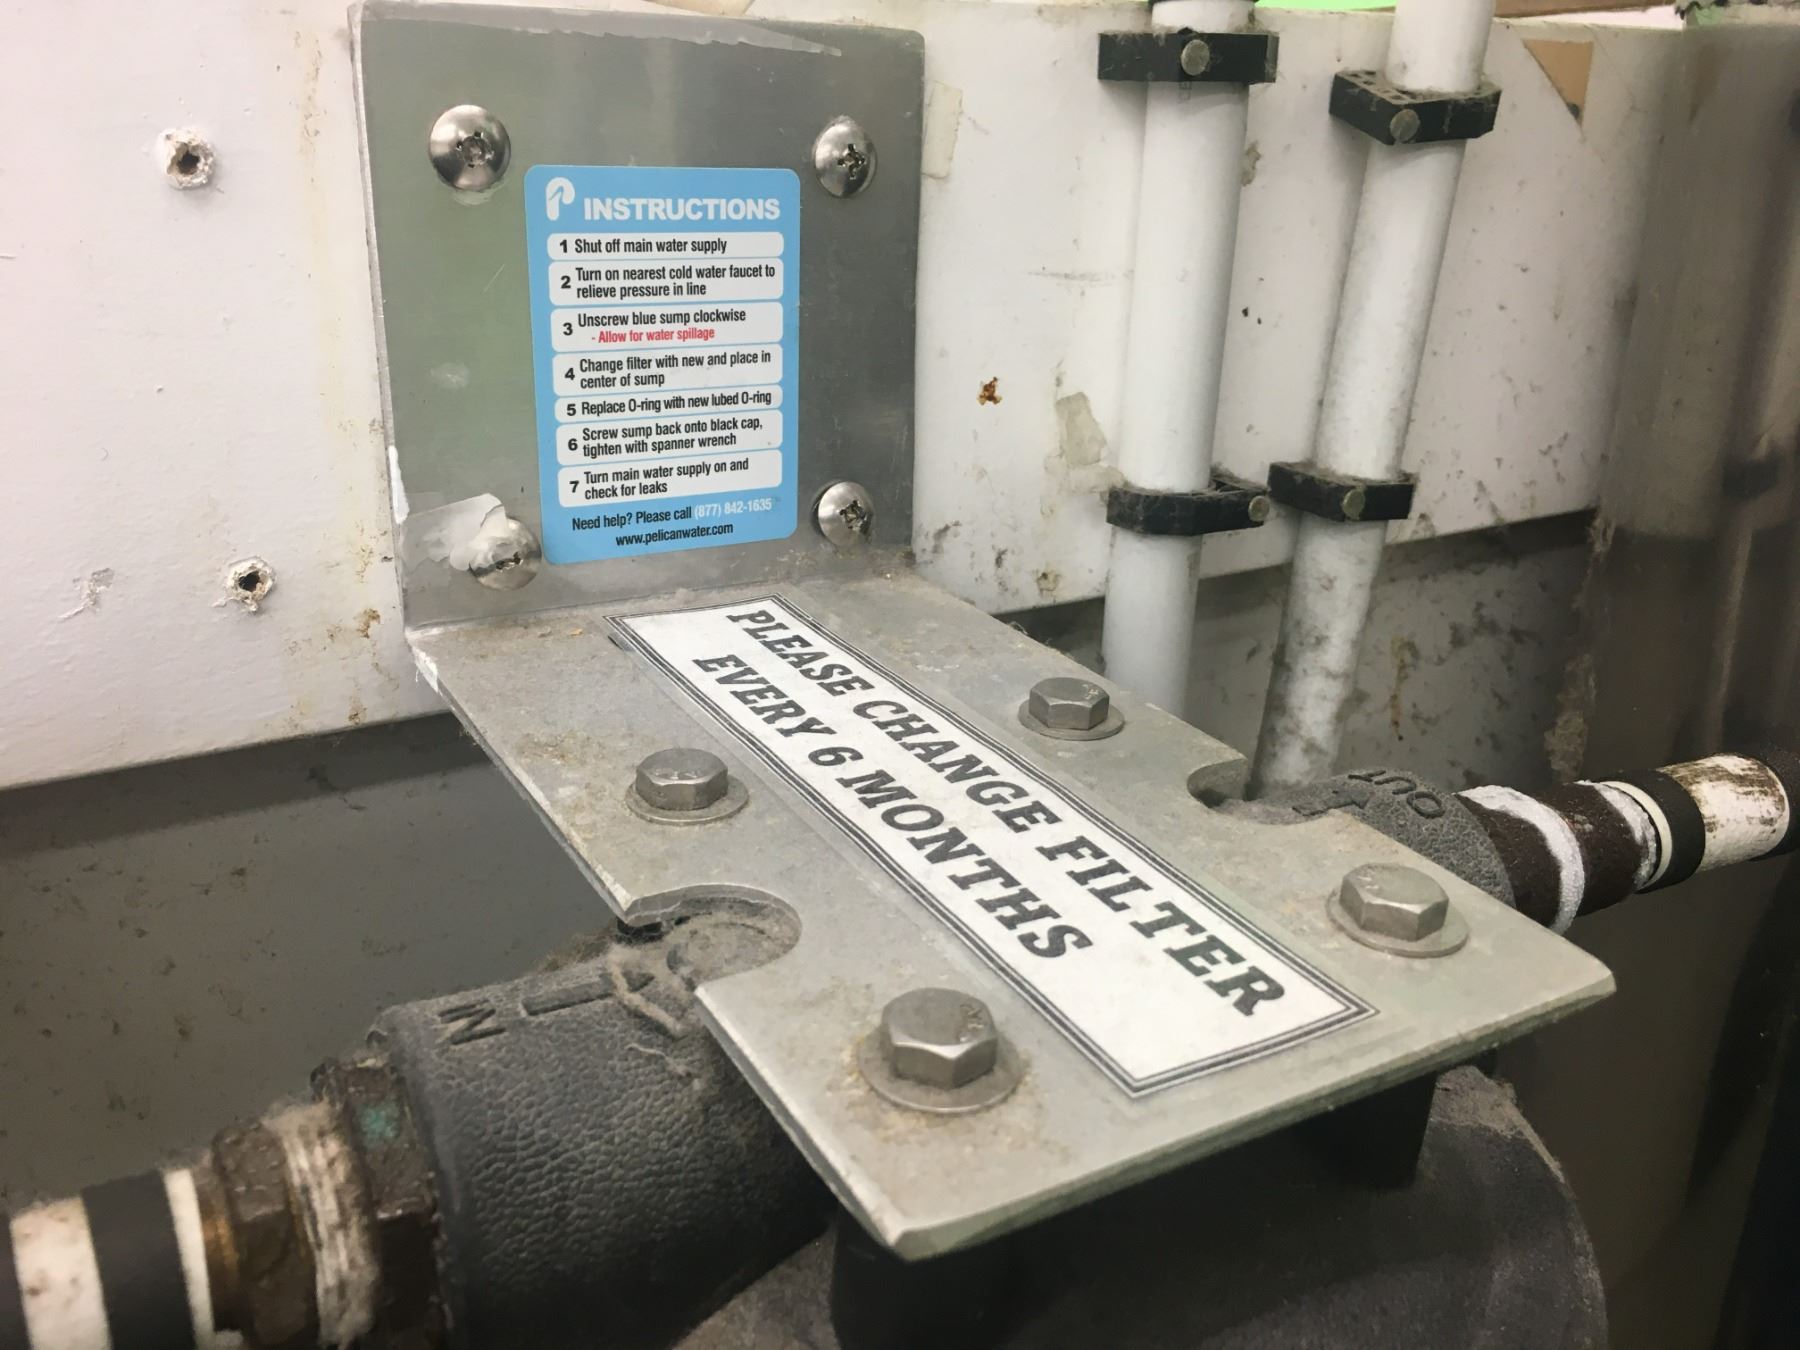 INSTRUCTIONS
1 Shut off main water supply
2 Turn on nearest cold water faucet to
relieve pressure in line
3 Unscrew blue sump clockwise
- Allow for water spillage
4 Change filter with new and place in
center of sump
5 Replace O-ring with new lubed O-ring
6 Screw sump back onto black cap,
tighten with spanner wrench
7 Turn main water supply on and
check for leaks
Need help? Please call (877) 842-1635
www.pelicanwater.com
PLEASE CHANGE FILTER
EVERY 6 MONTHS
OUT
IN